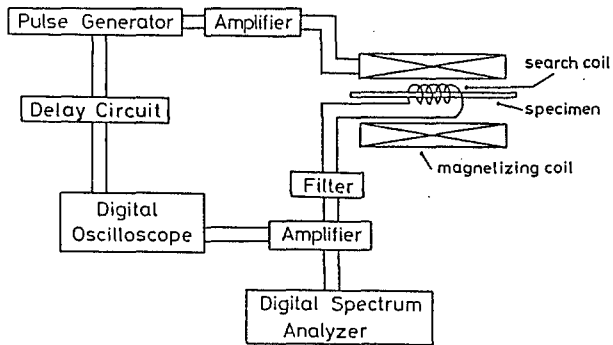 Pulse Generator
Amplifier
search coil
specimen
Delay Circuit
magnetizing coil
Filter
Digital
Oscilloscope
Amplifier
Digital Spectrum
Analyzer